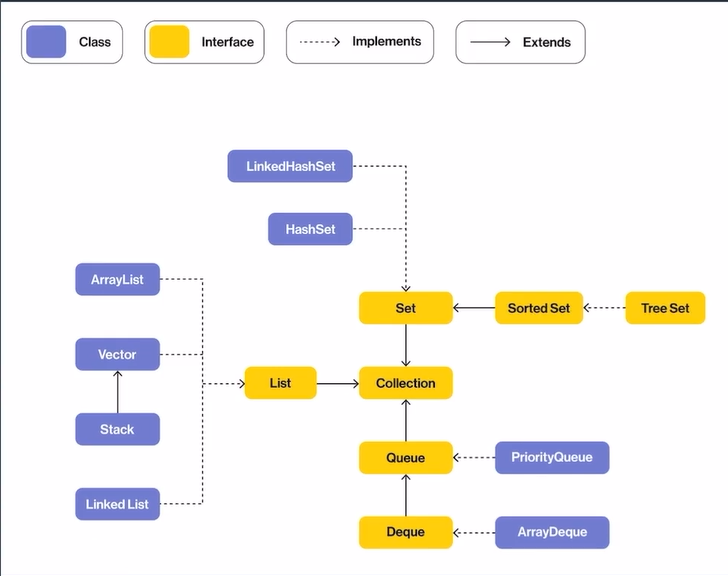 Class
Interface
Implements
Extends
LinkedHashSet
HashSet
ArrayList
Set
Sorted Set
Tree Set
Vector
List
Collection
Stack
Queue
PriorityQueue
Linked List
Deque
ArrayDeque